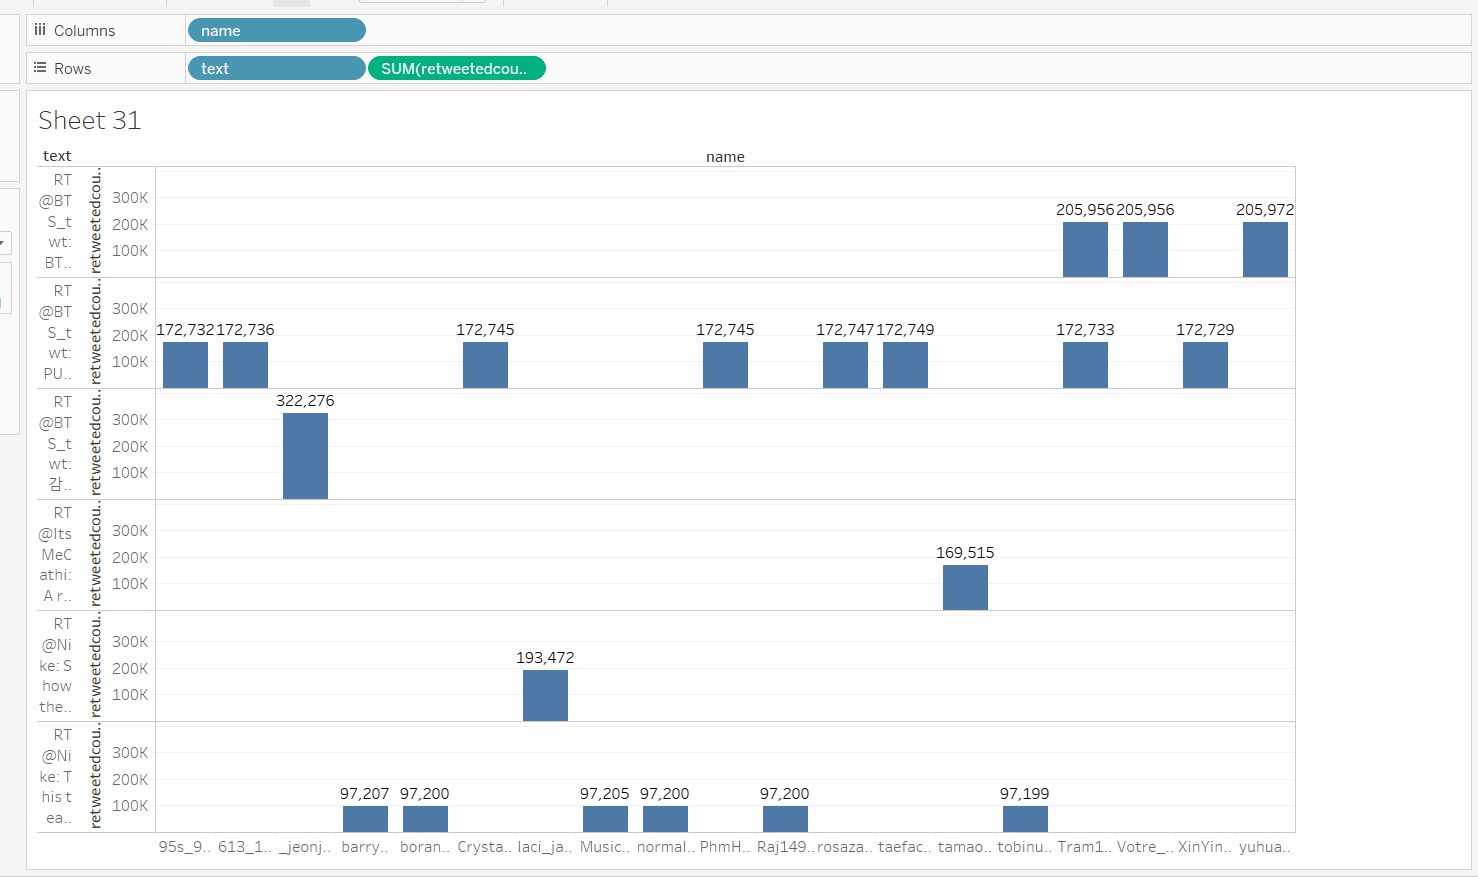 Columns
name
Rows
text
SUM(retweetedcou..
Sheet 31
text
name
RT
@BT
S_t
wt:
BT..
retweetedcou..
300K
200K
100K
205,956
205,956
205,972
RT
@BT
S_t
wt:
PU..
retweetedcou..
300K
200K
100K
172,732
172,736
172,745
172,745
172,747
172,749
172,733
172,729
RT
@BT
S_t
wt:
감..
retweetedcou..
300K
200K
100K
322,276
RT
@Its
MeC
athi:
A r..
retweetedcou..
300K
200K
100K
169,515
RT
@Ni
ke: S
how
the..
retweetedcou..
300K
200K
100K
193,472
RT
@Ni
ke: T
his t
ea..
retweetedcou..
300K
200K
100K
97,207
97,200
97,205
97,200
97,200
97,199
95s_9.. 613_1.. _jeonj.. barry.. boran.. Crysta.. laci_ja.. Music.. normal.. PhmH.. Raj149.. rosaza.. taefac.. tamao.. tobinu.. Tram1.. Votre_.. XinYin.. yuhua..